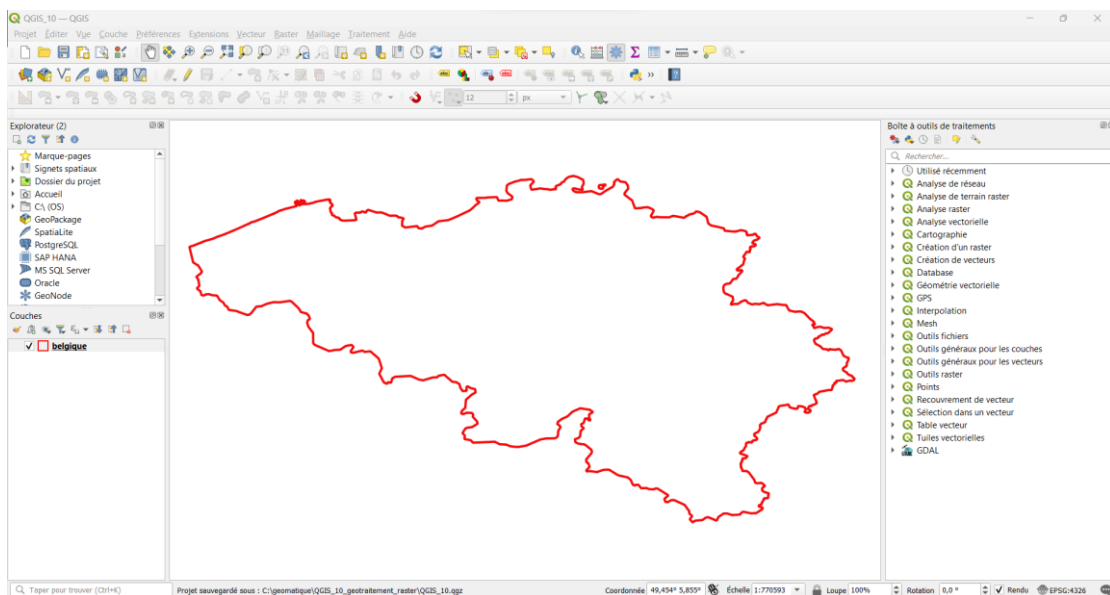 QGIS_10 — QGIS
Projet Éditer Vue Couche Préférences Extensions Vecteur Raster Maillage Traitement Aide
12 px
Explorateur (2)
Marque-pages
Signets spatiaux
Dossier du projet
Accueil
C:\ (OS)
GeoPackage
SpatiaLite
PostgreSQL
SAP HANA
MS SQL Server
Oracle
GeoNode
Couches
belgique
Boîte à outils de traitements
Rechercher...
Utilisé récemment
Analyse de réseau
Analyse de terrain raster
Analyse raster
Analyse vectorielle
Cartographie
Création d'un raster
Création de vecteurs
Database
Géométrie vectorielle
GPS
Interpolation
Mesh
Outils fichiers
Outils généraux pour les couches
Outils généraux pour les vecteurs
Outils raster
Points
Recouvrement de vecteur
Sélection dans un vecteur
Table vecteur
Tuiles vectorielles
GDAL
Taper pour trouver (Ctrl+K) Projet sauvegardé sous : C:\geomatique\QGIS_10_geotraitement_raster\QGIS_10.qgz Coordonnée 49,454° 5,855° Échelle 1:770593 Loupe 100% Rotation 0,0 ° Rendu EPSG:4326